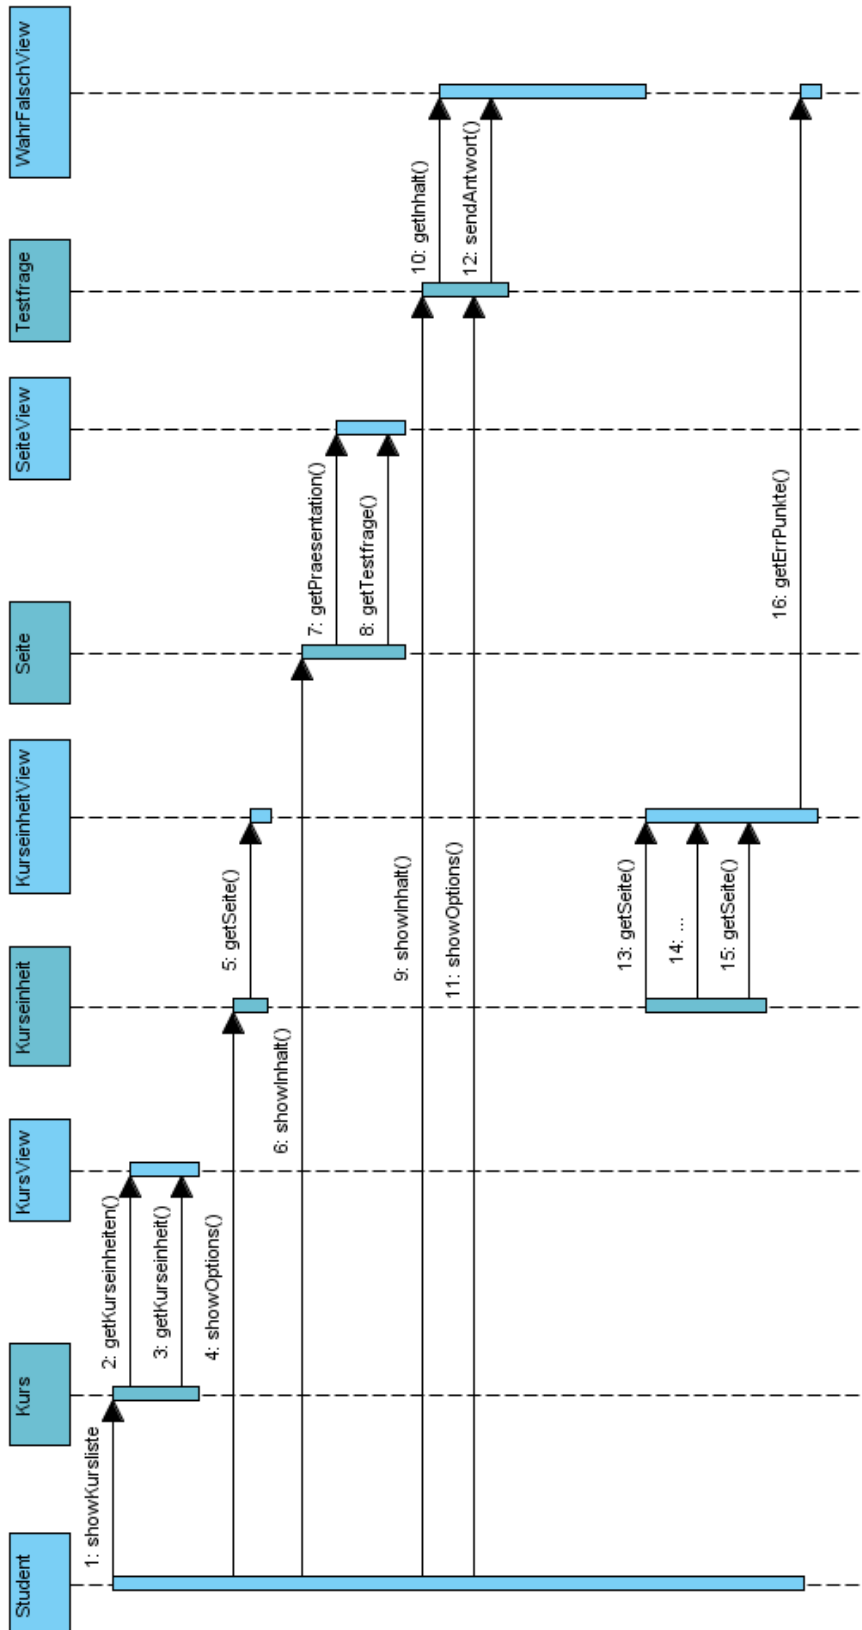 Student
Kurs
KursView
Kurseinheit
KurseinheitView
Seite
SeiteView
Testfrage
WahrFalschView
1: showKursliste
2: getKurseinheiten()
3: getKurseinheit()
4: showOptions()
5: getSeite()
6: showInhalt()
7: getPraesentation()
8: getTestfrage()
9: showInhalt()
10: getInhalt()
11: showOptions()
12: sendAntwort()
13: getSeite()
14: ...
15: getSeite()
16: getErrPunkte()